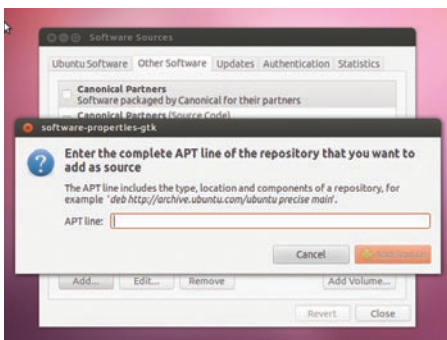 Software Sources
Ubuntu Software Other Software Updates Authentication Statistics
Canonical Partners
Software packaged by Canonical for their partners
Canonical Partners (Source Code)
software-properties-gtk
Enter the complete APT line of the repository that you want to
add as source
The APT line includes the type, location and components of a repository, for
example 'deb http://archive.ubuntu.com/ubuntu precise main'.
APT line:
Cancel
Add... Edit... Remove Add Volume...
Revert Close